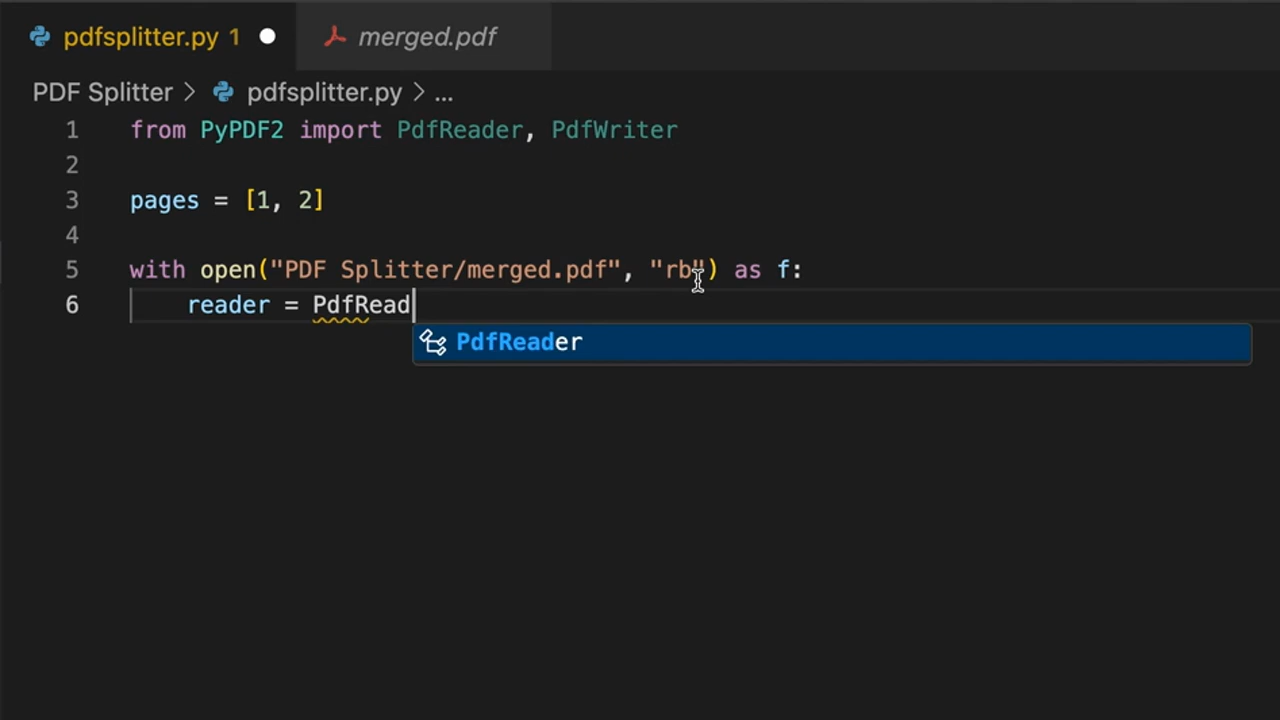 pdfsplitter.py 1 merged.pdf
PDF Splitter > pdfsplitter.py > ...
1 from PyPDF2 import PdfReader, PdfWriter
2
3 pages = [1, 2]
4
5 with open("PDF Splitter/merged.pdf", "rb") as f:
6 reader = PdfRead
PdfReader